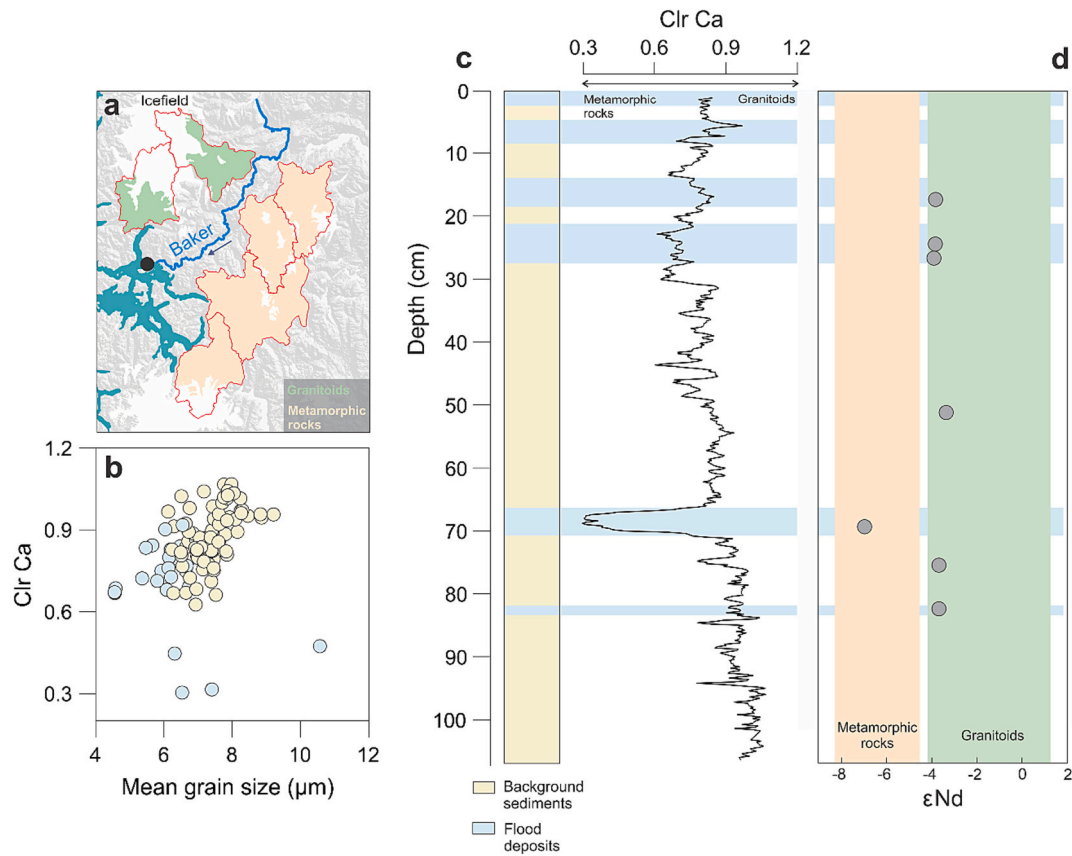 a
Icefield
Baker
Granitoids
Metamorphic
rocks
b
1.2
0.9
0.6
0.3
Clr Ca
4
6
8
10
12
Mean grain size (µm)
c
Clr Ca
0.3
0.6
0.9
1.2
Metamorphic
rocks
Granitoids
0
10
20
30
40
50
60
70
80
90
100
Depth (cm)
Background
sediments
Flood
deposits
d
Metamorphic
rocks
Granitoids
-8
-6
-4
-2
0
2
εNd